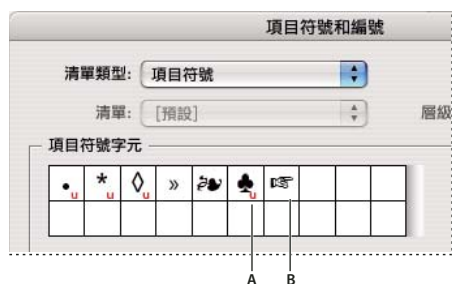 項目符號和編號
清單類型: 項目符號
清單: [預設] 層級
項目符號字元
• u * u ◊ u » ❧ ♣ u ☞
A B